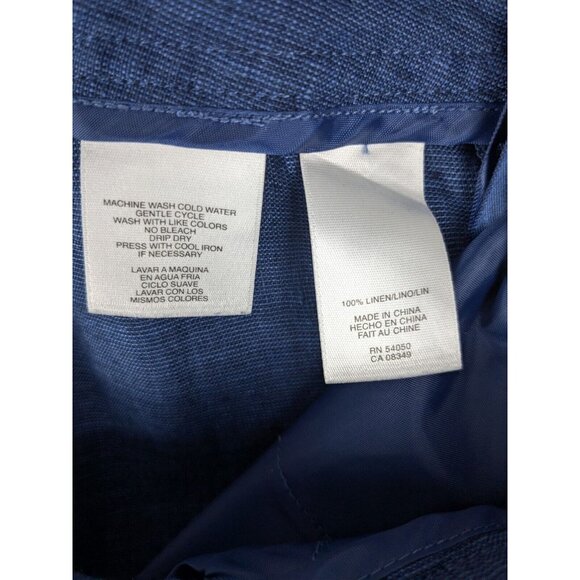 MACHINE WASH COLD WATER
GENTLE CYCLE
WASH WITH LIKE COLORS
NO BLEACH
DRIP DRY
PRESS WITH COOL IRON
IF NECESSARY
LAVAR A MAQUINA
EN AGUA FRIA
CICLO SUAVE
LAVAR CON LOS
MISMOS COLORES
100% LINEN/LINO/LIN
MADE IN CHINA
HECHO EN CHINA
FAIT AU CHINE
RN 54050
CA 08349